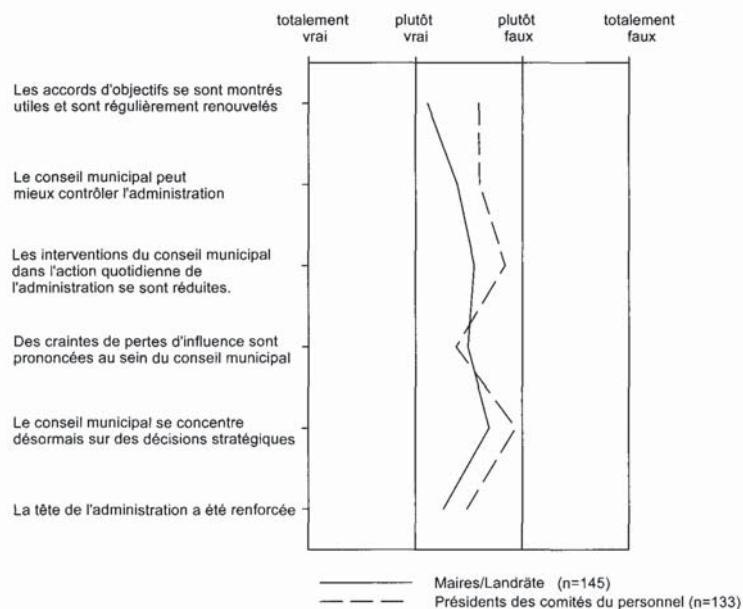 totalement plutôt plutôt totalement
vrai vrai faux faux
Les accords d'objectifs se sont montrés
utiles et sont régulièrement renouvelés
Le conseil municipal peut
mieux contrôler l'administration
Les interventions du conseil municipal
dans l'action quotidienne de
l'administration se sont réduites.
Des craintes de pertes d'influence sont
prononcées au sein du conseil municipal
Le conseil municipal se concentre
désormais sur des décisions stratégiques
La tête de l'administration a été renforcée
Maires/Landräte (n=145)
Présidents des comités du personnel (n=133)